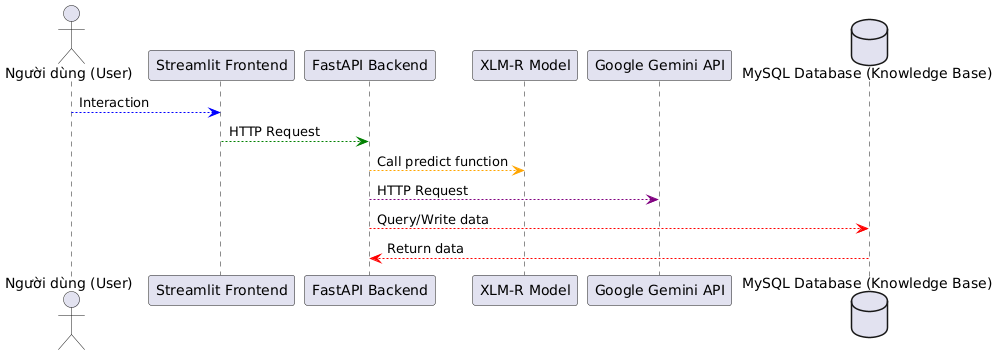 Người dùng (User)
Streamlit Frontend
FastAPI Backend
XLM-R Model
Google Gemini API
MySQL Database (Knowledge Base)
Interaction
HTTP Request
Call predict function
HTTP Request
Query/Write data
Return data
Người dùng (User)
Streamlit Frontend
FastAPI Backend
XLM-R Model
Google Gemini API
MySQL Database (Knowledge Base)